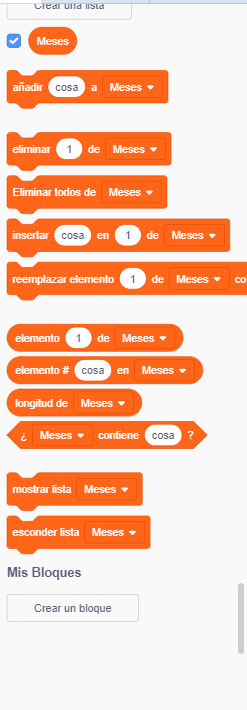 Crear una lista
Meses
añadir cosa a Meses
eliminar 1 de Meses
Eliminar todos de Meses
insertar cosa en 1 de Meses
reemplazar elemento 1 de Meses co
elemento 1 de Meses
elemento # cosa en Meses
longitud de Meses
¿ Meses contiene cosa ?
mostrar lista Meses
esconder lista Meses
Mis Bloques
Crear un bloque